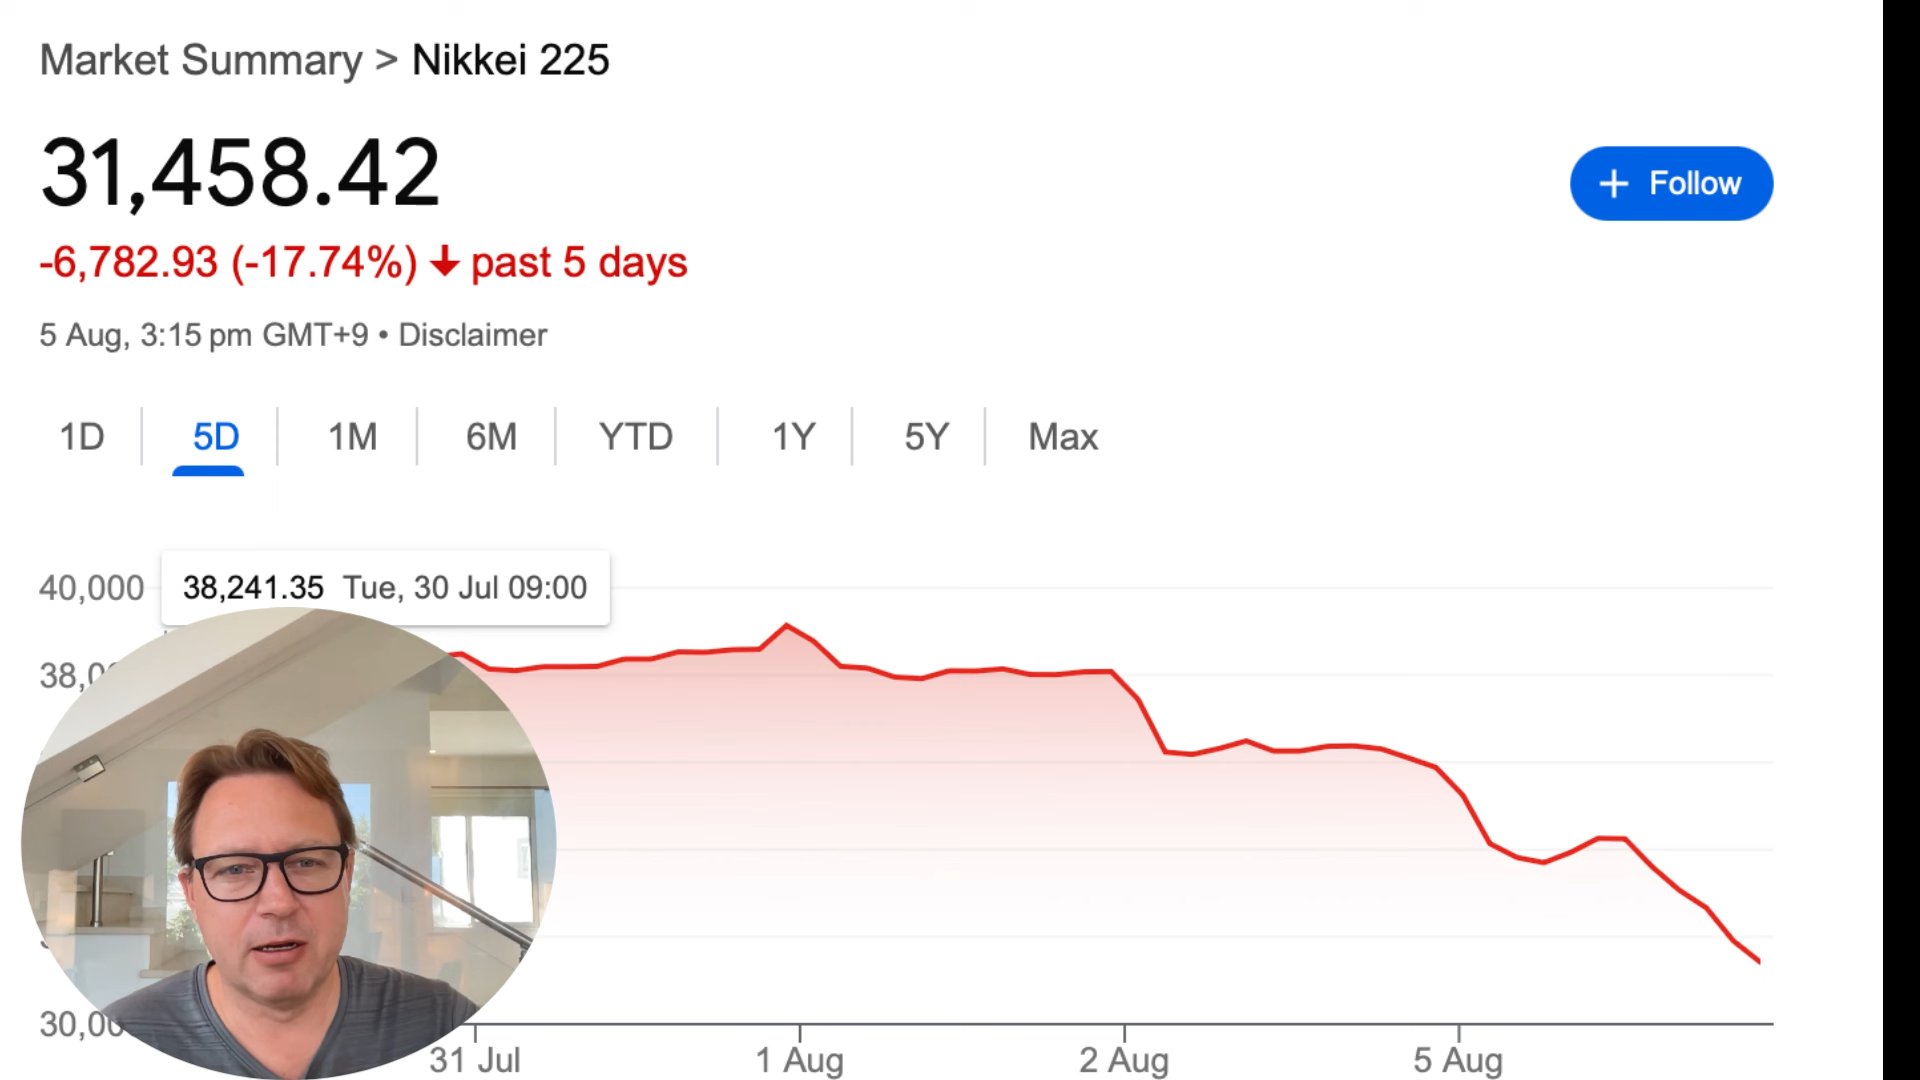 Market Summary > Nikkei 225
31,458.42
+ Follow
-6,782.93 (-17.74%) ↓ past 5 days
5 Aug, 3:15 pm GMT+9 • Disclaimer
1D 5D 1M 6M YTD 1Y 5Y Max
40,000
38,241.35 Tue, 30 Jul 09:00
31 Jul 1 Aug 2 Aug 5 Aug